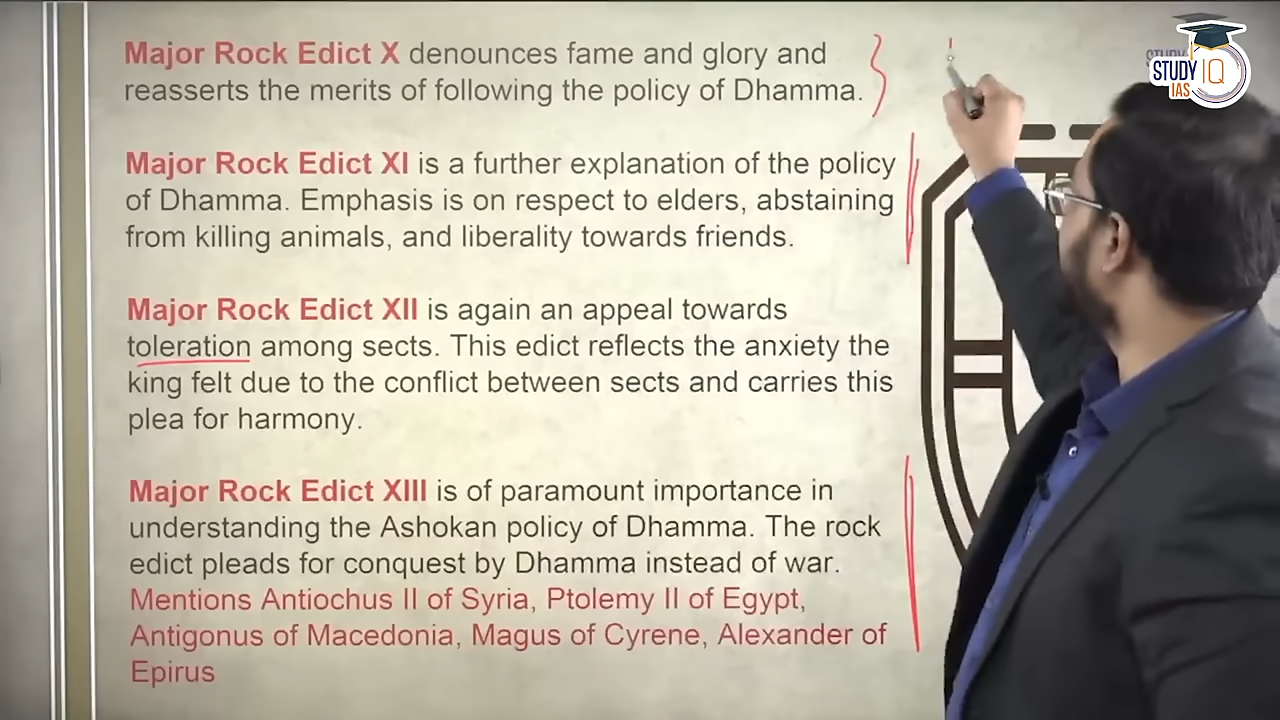 Major Rock Edict X denounces fame and glory and
reasserts the merits of following the policy of Dhamma.
Major Rock Edict XI is a further explanation of the policy
of Dhamma. Emphasis is on respect to elders, abstaining
from killing animals, and liberality towards friends.
Major Rock Edict XII is again an appeal towards
toleration among sects. This edict reflects the anxiety the
king felt due to the conflict between sects and carries this
plea for harmony.
Major Rock Edict XIII is of paramount importance in
understanding the Ashokan policy of Dhamma. The rock
edict pleads for conquest by Dhamma instead of war.
Mentions Antiochus II of Syria, Ptolemy II of Egypt,
Antigonus of Macedonia, Magus of Cyrene, Alexander of
Epirus
STUDY IQ
IAS